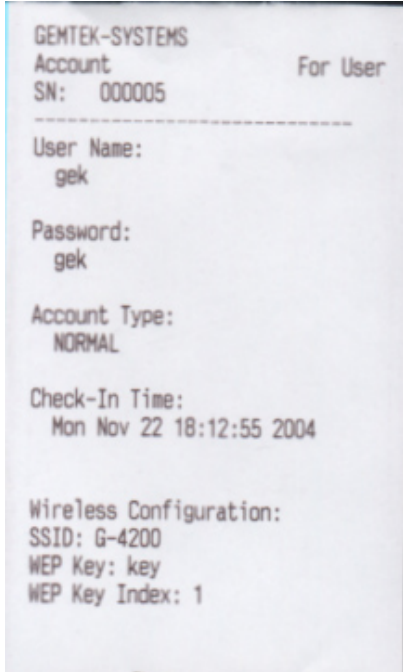 GEMTEK-SYSTEMS
Account For User
SN: 000005
------------------------------
User Name:
gek
Password:
gek
Account Type:
NORMAL
Check-In Time:
Mon Nov 22 18:12:55 2004
Wireless Configuration:
SSID: G-4200
WEP Key: key
WEP Key Index: 1